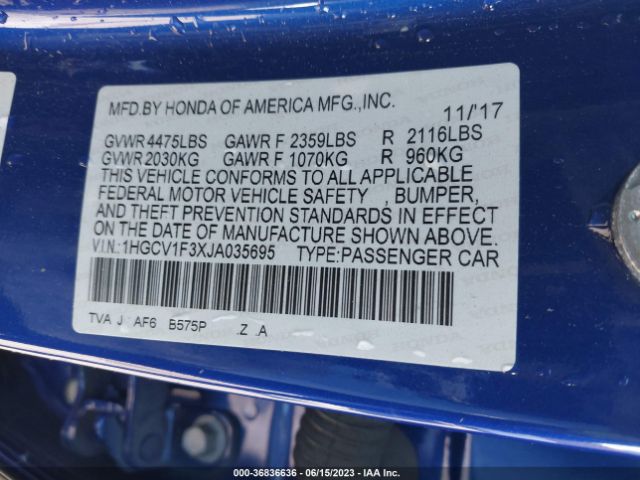 MFD.BY HONDA OF AMERICA MFG.,INC. 11/'17
GVWR 4475LBS GAWR F 2359LBS R 2116LBS
GVWR 2030KG GAWR F 1070KG R 960KG
THIS VEHICLE CONFORMS TO ALL APPLICABLE
FEDERAL MOTOR VEHICLE SAFETY , BUMPER,
AND THEFT PREVENTION STANDARDS IN EFFECT
ON THE DATE OF MANUFACTURE SHOWN ABOVE.
V.I.N.:1HGCV1F3XJA035695 TYPE:PASSENGER CAR
TVA J AF6 B575P .Z .A
000-36836636 - 06/15/2023 - IAA Inc.